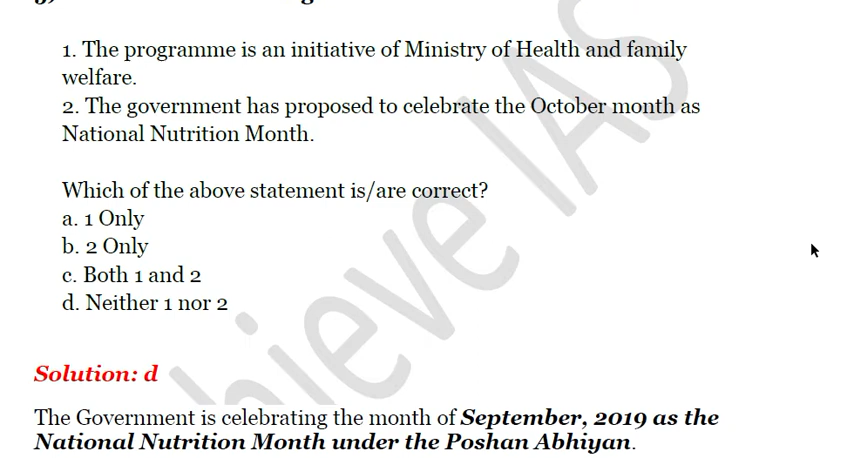 1. The programme is an initiative of Ministry of Health and family
welfare.
2. The government has proposed to celebrate the October month as
National Nutrition Month.
Which of the above statement is/are correct?
a. 1 Only
b. 2 Only
c. Both 1 and 2
d. Neither 1 nor 2
Solution: d
The Government is celebrating the month of September, 2019 as the
National Nutrition Month under the Poshan Abhiyan.
hieve IAS